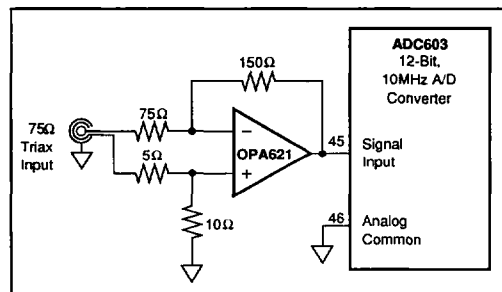 150Ω
75Ω
75Ω
Triax
Input
5Ω
10Ω
−
+
OPA621
ADC603
12-Bit,
10MHz A/D
Converter
45
Signal
Input
46
Analog
Common